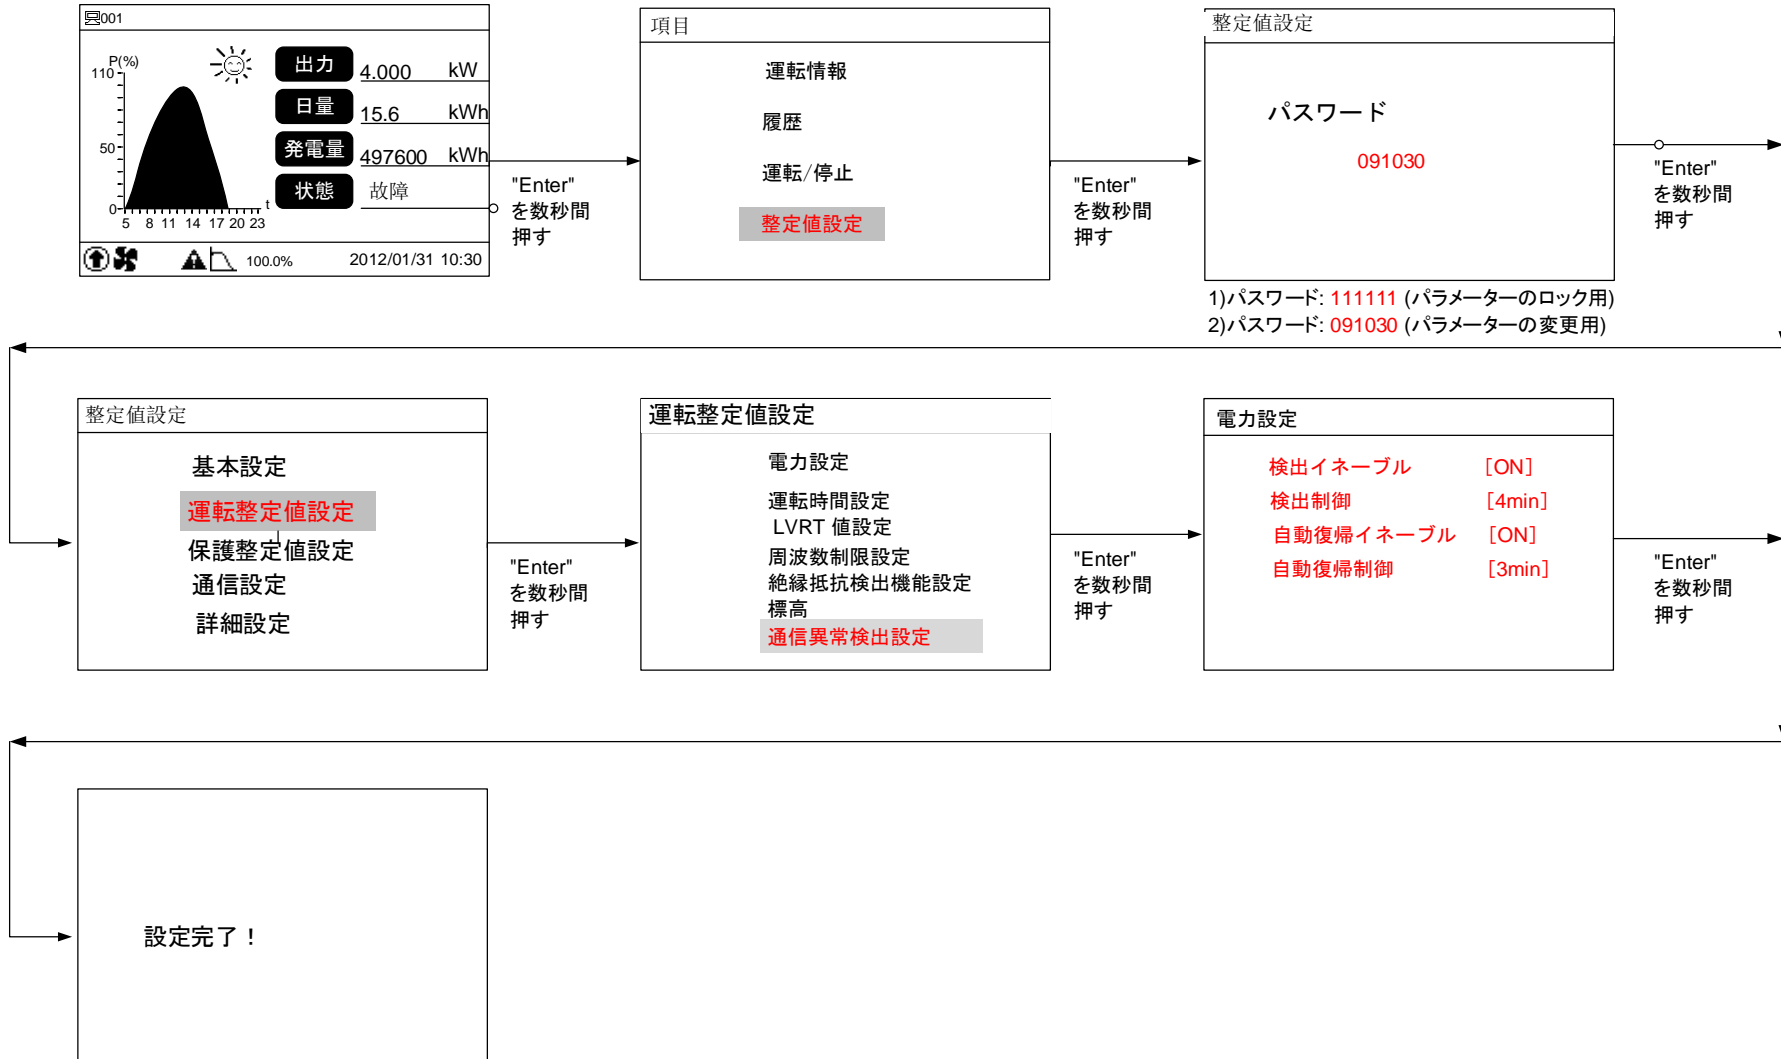 001
P(%)
110
50
0
5 8 11 14 17 20 23
t
出力 4.000 kW
日量 15.6 kWh
発電量 497600 kWh
状態 故障
100.0% 2012/01/31 10:30
"Enter"
を数秒間
押す
項目
運転情報
履歴
運転/停止
整定値設定
"Enter"
を数秒間
押す
整定値設定
パスワード
091030
"Enter"
を数秒間
押す
1)パスワード: 111111 (パラメーターのロック用)
2)パスワード: 091030 (パラメーターの変更用)
整定値設定
基本設定
運転整定値設定
保護整定値設定
通信設定
詳細設定
"Enter"
を数秒間
押す
運転整定値設定
電力設定
運転時間設定
LVRT 値設定
周波数制限設定
絶縁抵抗検出機能設定
標高
通信異常検出設定
"Enter"
を数秒間
押す
電力設定
検出イネーブル [ON]
検出制御 [4min]
自動復帰イネーブル [ON]
自動復帰制御 [3min]
"Enter"
を数秒間
押す
設定完了！